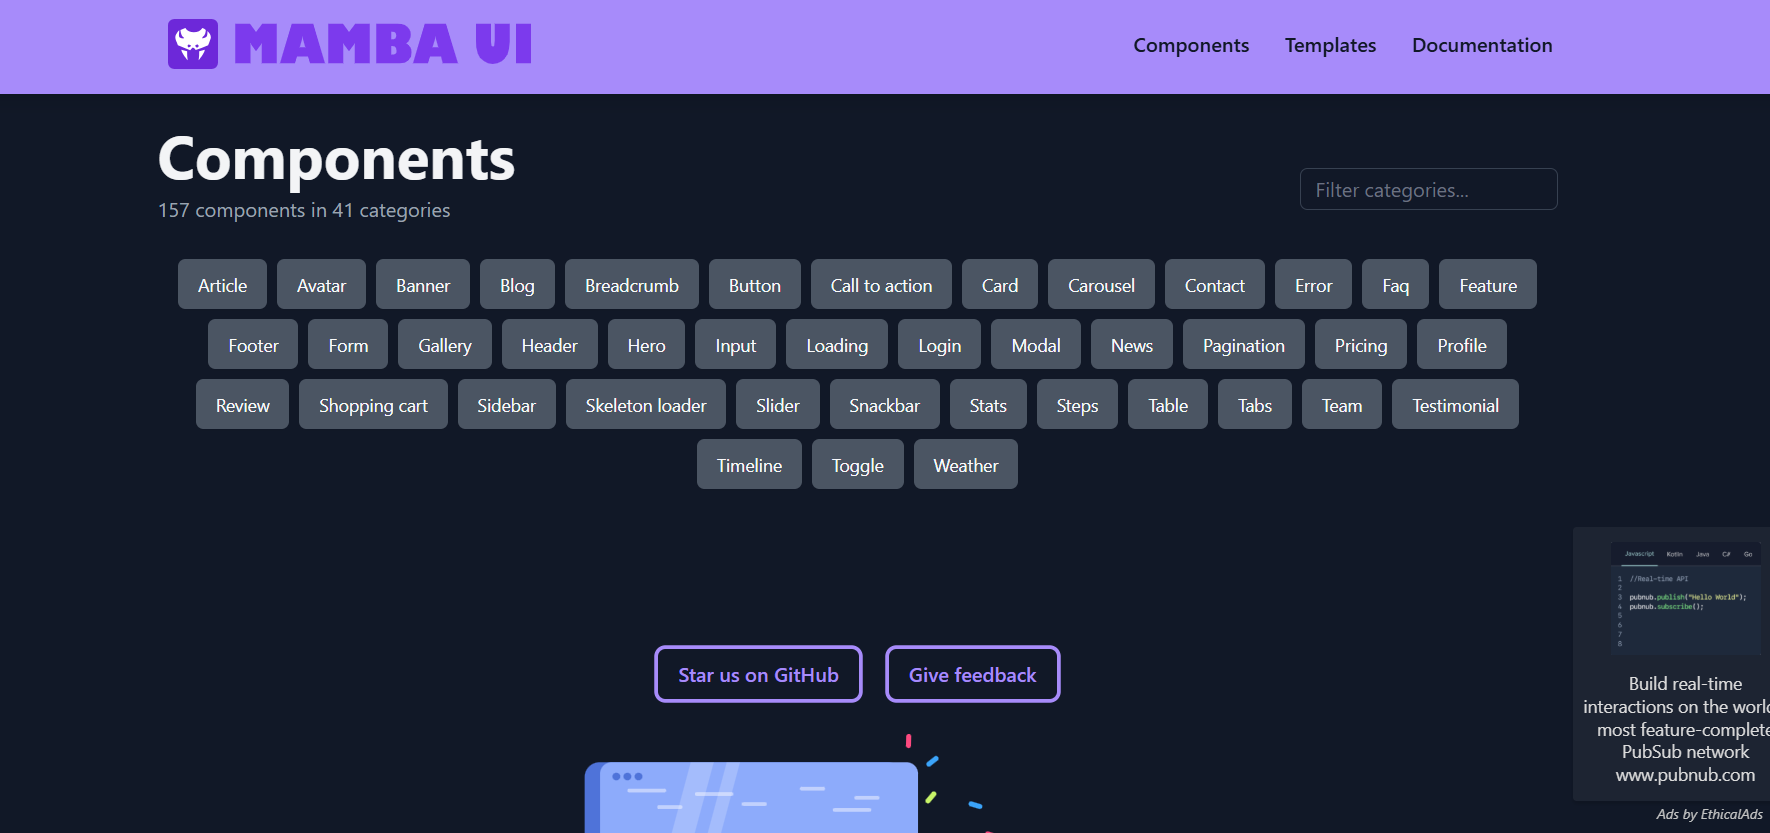 MAMBA UI
Components Templates Documentation
Components
157 components in 41 categories
Filter categories...
Article Avatar Banner Blog Breadcrumb Button Call to action Card Carousel Contact Error Faq Feature
Footer Form Gallery Header Hero Input Loading Login Modal News Pagination Pricing Profile
Review Shopping cart Sidebar Skeleton loader Slider Snackbar Stats Steps Table Tabs Team Testimonial
Timeline Toggle Weather
Star us on GitHub Give feedback
Javascript Kotlin Java C# Go
1 //Real-time API
2
3 pubnub.publish("Hello World");
4 pubnub.subscribe();
5
6
7
8
Build real-time
interactions on the
most feature-complete
PubSub network
www.pubnub.com
Ads by EthicalAds